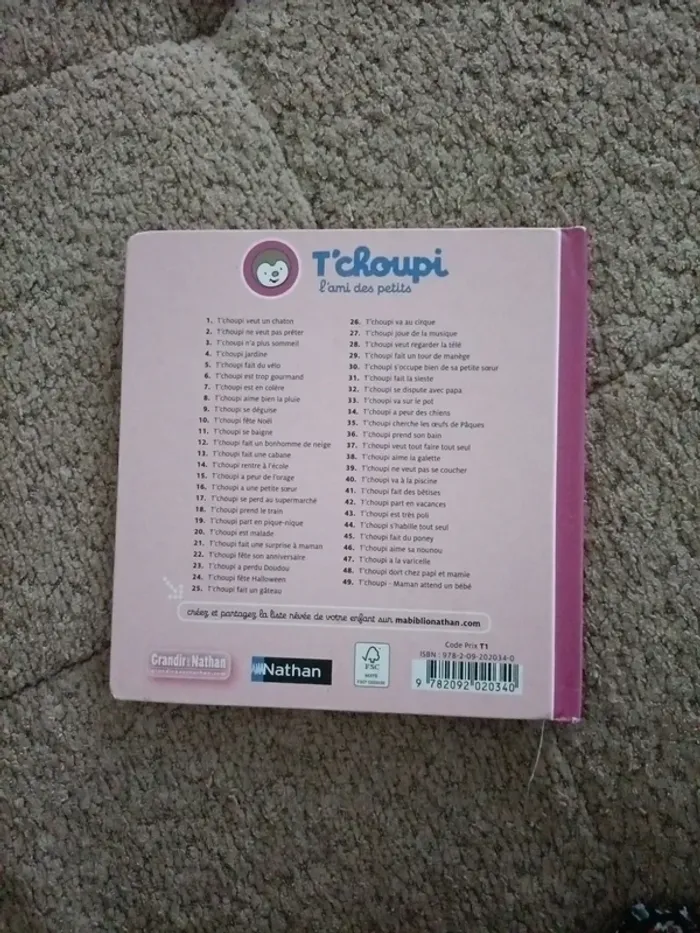 T'choupi
l'ami des petits
1. T'choupi veut un chaton
2. T'choupi ne veut pas prêter
3. T'choupi n'a plus sommeil
4. T'choupi jardine
5. T'choupi fait du vélo
6. T'choupi est trop gourmand
7. T'choupi est en colère
8. T'choupi aime bien la pluie
9. T'choupi se déguise
10. T'choupi fête Noël
11. T'choupi se baigne
12. T'choupi fait un bonhomme de neige
13. T'choupi fait une cabane
14. T'choupi rentre à l'école
15. T'choupi a peur de l'orage
16. T'choupi a une petite sœur
17. T'choupi se perd au supermarché
18. T'choupi prend le train
19. T'choupi part en pique-nique
20. T'choupi est malade
21. T'choupi fait une surprise à maman
22. T'choupi fête son anniversaire
23. T'choupi a perdu Doudou
24. T'choupi fête Halloween
25. T'choupi fait un gâteau
26. T'choupi va au cirque
27. T'choupi joue de la musique
28. T'choupi veut regarder la télé
29. T'choupi fait un tour de manège
30. T'choupi s'occupe bien de sa petite sœur
31. T'choupi fait la sieste
32. T'choupi se dispute avec papa
33. T'choupi va sur le pot
34. T'choupi a peur des chiens
35. T'choupi cherche les œufs de Pâques
36. T'choupi prend son bain
37. T'choupi veut tout faire tout seul
38. T'choupi aime la galette
39. T'choupi ne veut pas se coucher
40. T'choupi va à la piscine
41. T'choupi fait des bêtises
42. T'choupi part en vacances
43. T'choupi est très poli
44. T'choupi s'habille tout seul
45. T'choupi fait du poney
46. T'choupi aime sa nounou
47. T'choupi a la varicelle
48. T'choupi dort chez papi et mamie
49. T'choupi - Maman attend un bébé
créez et partagez la liste rêvée de votre enfant sur mabiblionathan.com
Grandir avec Nathan
grandiravecnathan.com
Nathan
FSC
MIXTE
Code Prix T1
ISBN : 978-2-09-202034-0
9 782092 020340